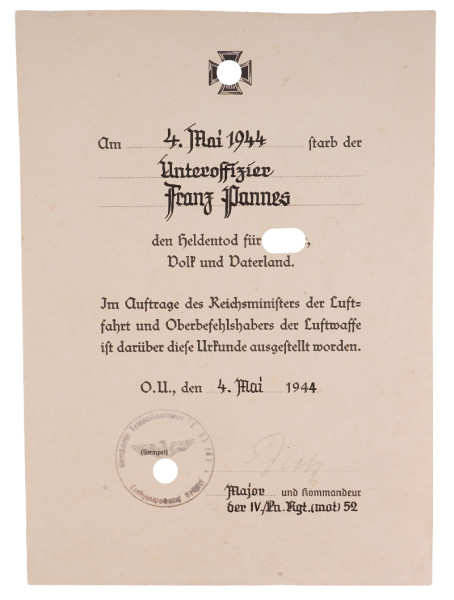 Am 4. Mai 1944 starb der
Unteroffizier
Franz Pannes
den Heldentod für
Volk und Vaterland.
Im Auftrage des Reichsministers der Luft=
fahrt und Oberbefehlshabers der Luftwaffe
ist darüber diese Urkunde ausgestellt worden.
O.U., den 4. Mai 1944
(Stempel)
Major und Kommandeur
der IV./Ln. Rgt. (mot) 52